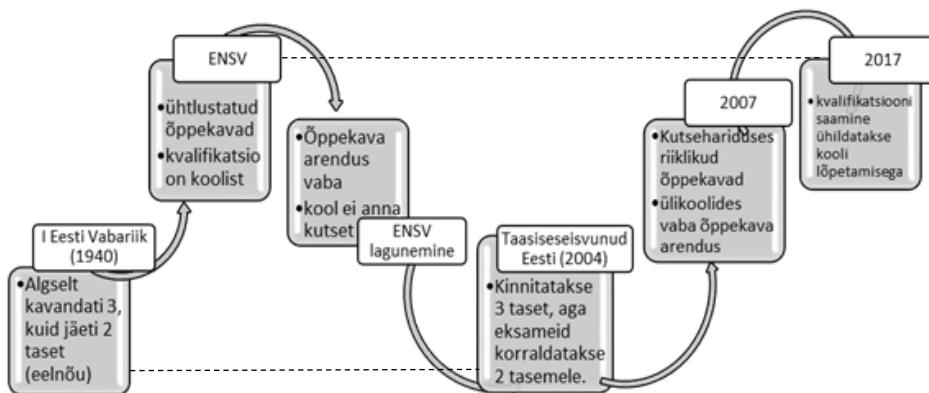 I Eesti Vabariik
(1940)
•Algselt
kavandati 3,
kuid jäeti 2
taset
(eelnõu)
ENSV
•ühtlustatud
õppekavad
•kvalifikatsio
on koolist
•Õppekava
arendus
vaba
•kool ei anna
kutset
ENSV
lagunemine
Taasiseseisvunud
Eesti (2004)
•Kinnitatakse
3 taset, aga
eksameid
korraldatakse
2 tasemele.
2007
•Kutsehariduses
riiklikud
õppekavad
•ülikoolides
vaba õppekava
arendus
2017
•kvalifikatsiooni
saamine
ühildatakse
kooli
lõpetamisega